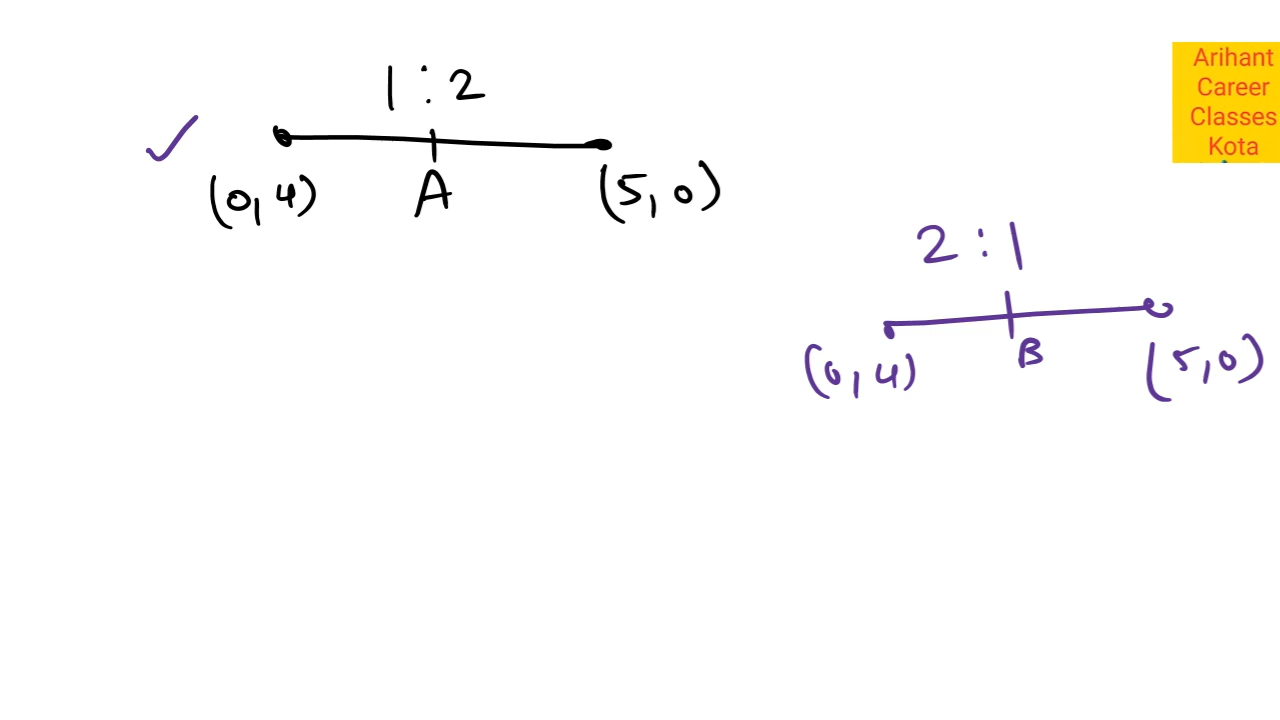 1 : 2
(0, 4) A (5, 0)
Arihant
Career
Classes
Kota
2 : 1
(0, 4) B (5, 0)